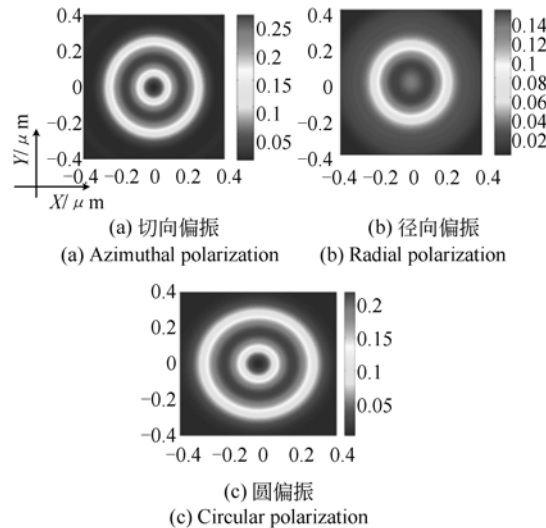 0.4
0.2
0
−0.2
−0.4
−0.4 −0.2 0 0.2 0.4
0.25
0.2
0.15
0.1
0.05
Y/μm
X/μm
(a) 切向偏振
(a) Azimuthal polarization
0.4
0.2
0
−0.2
−0.4
−0.4 −0.2 0 0.2 0.4
0.14
0.12
0.1
0.08
0.06
0.04
0.02
(b) 径向偏振
(b) Radial polarization
0.4
0.2
0
−0.2
−0.4
−0.4 −0.2 0 0.2 0.4
0.2
0.15
0.1
0.05
(c) 圆偏振
(c) Circular polarization